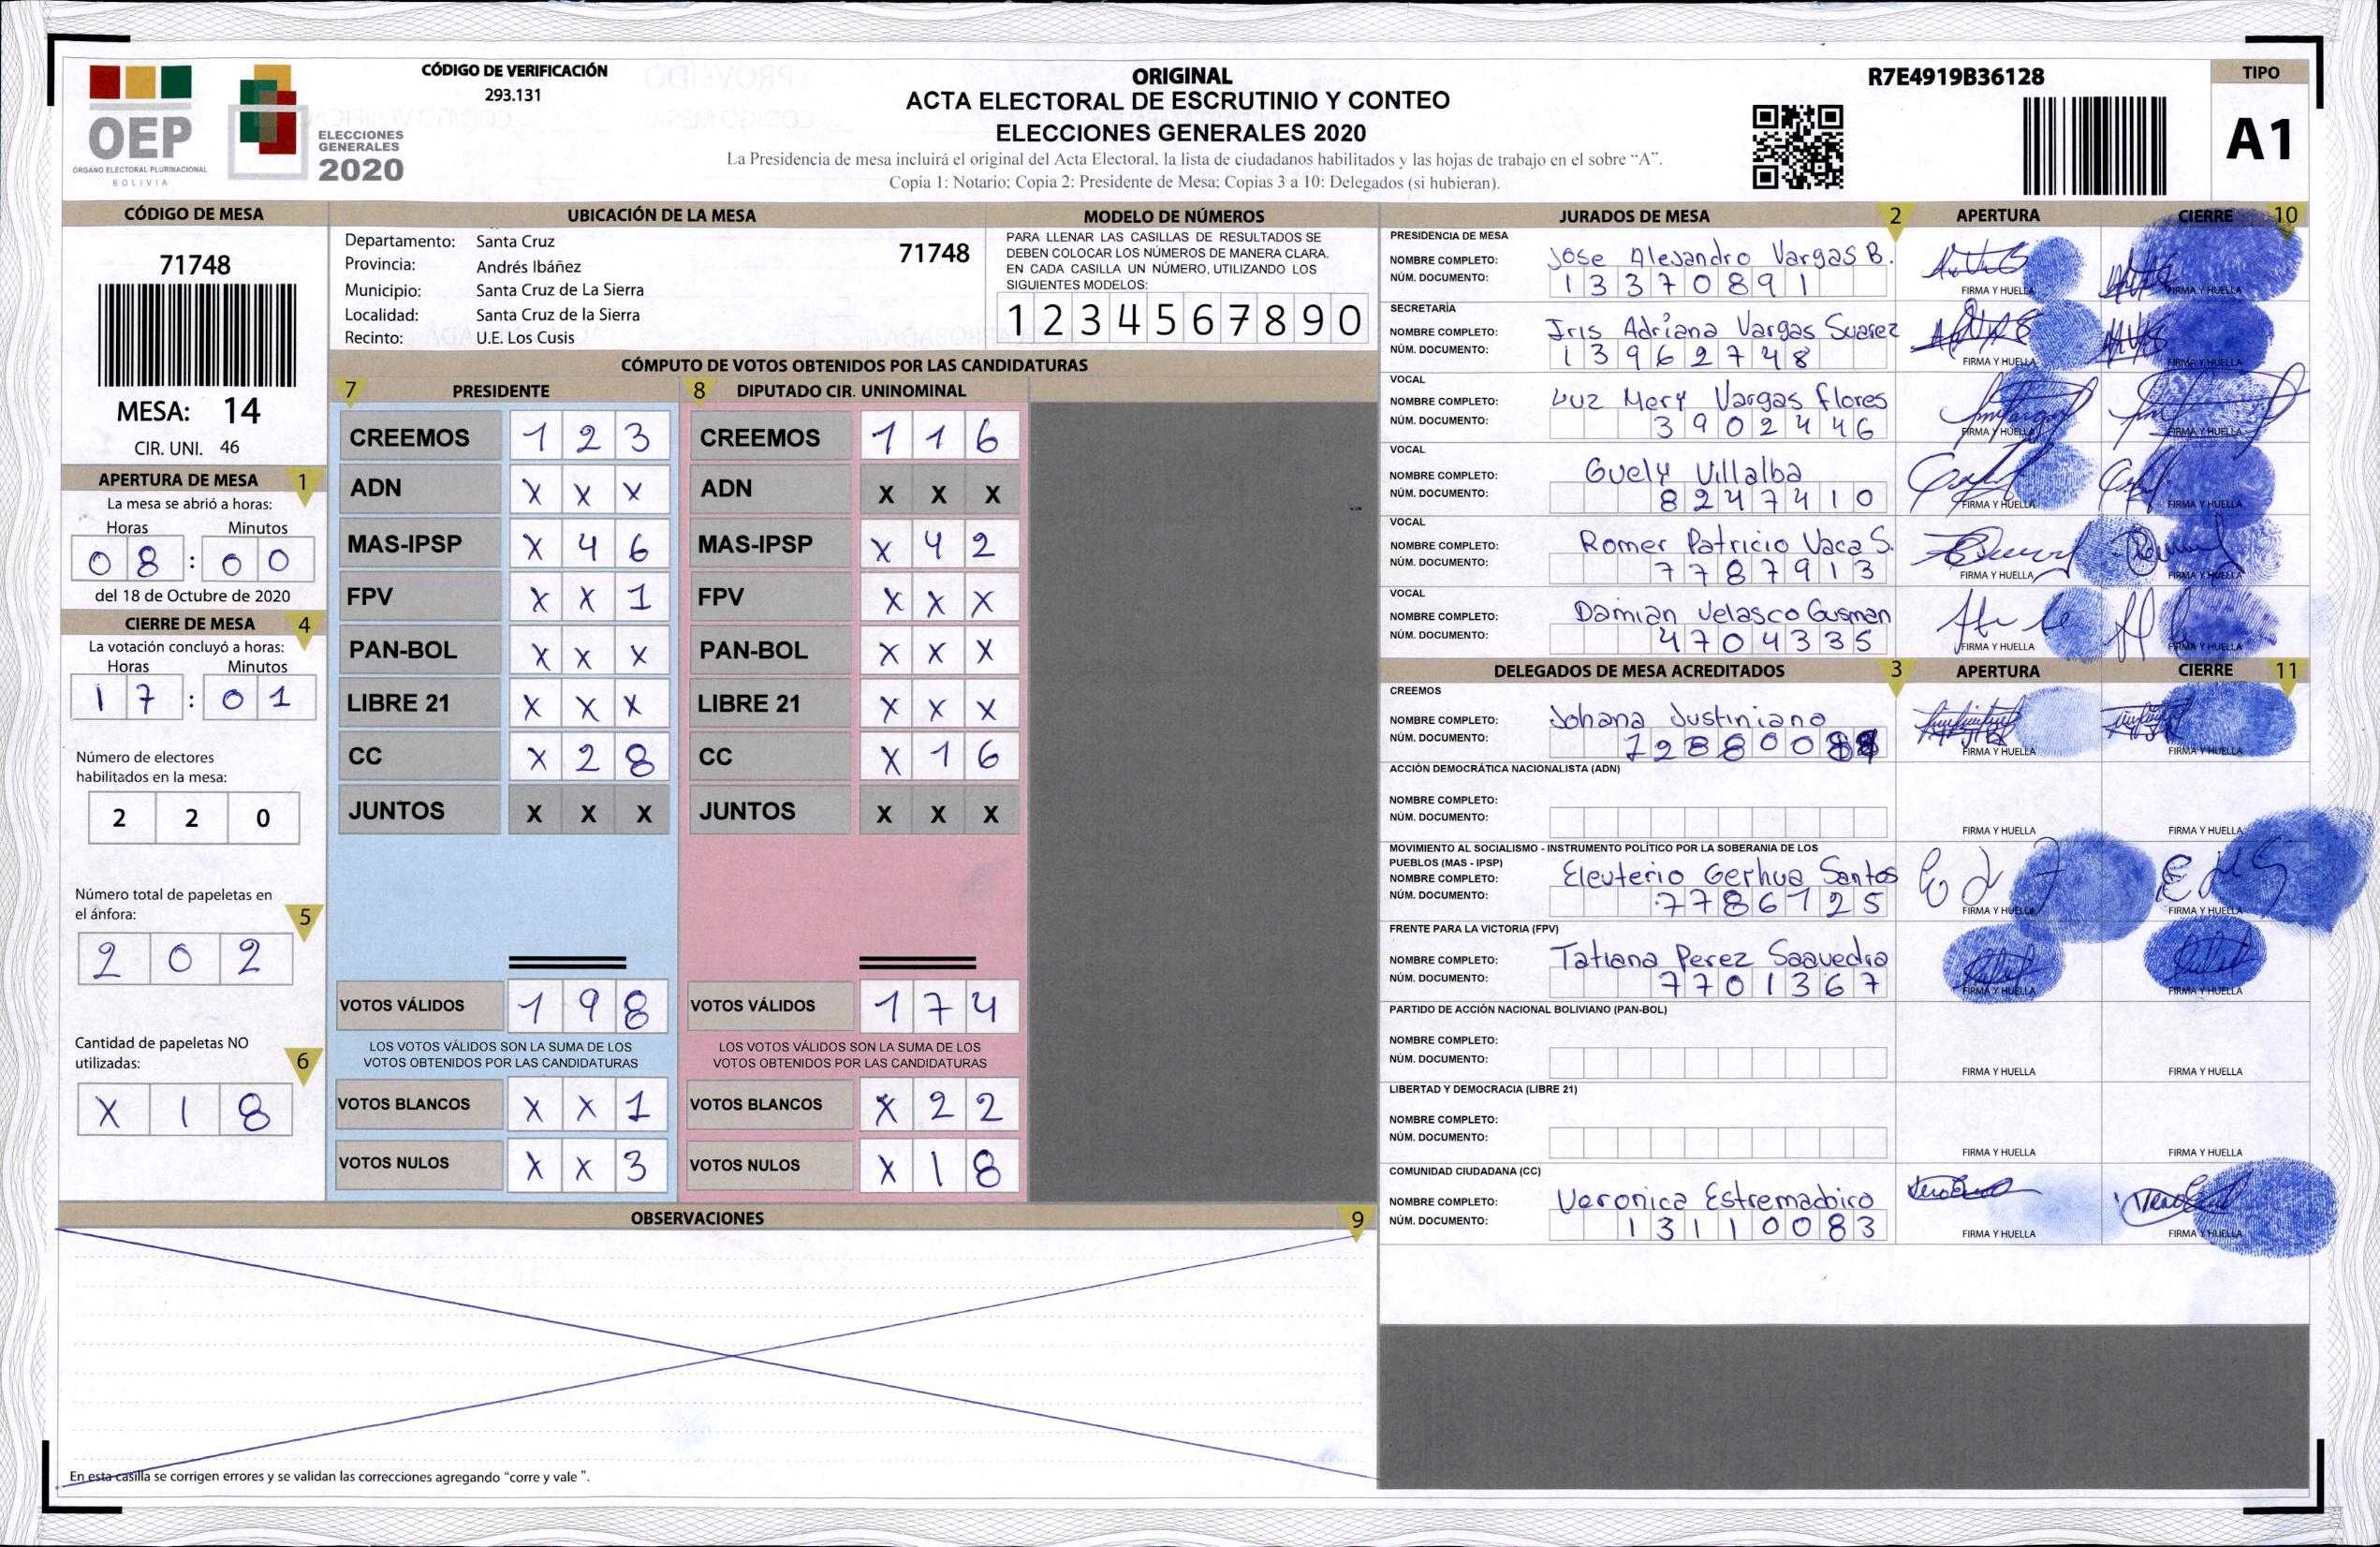 OEP
ÓRGANO ELECTORAL PLURINACIONAL
BOLIVIA
ELECCIONES
GENERALES
2020
CÓDIGO DE VERIFICACIÓN
293.131
ORIGINAL
ACTA ELECTORAL DE ESCRUTINIO Y CONTEO
ELECCIONES GENERALES 2020
La Presidencia de mesa incluirá el original del Acta Electoral, la lista de ciudadanos habilitados y las hojas de trabajo en el sobre “A”.
Copia 1: Notario; Copia 2: Presidente de Mesa; Copias 3 a 10: Delegados (si hubieran).
R7E4919B36128
TIPO
A1
CÓDIGO DE MESA
71748
MESA: 14
CIR. UNI. 46
APERTURA DE MESA 1
La mesa se abrió a horas:
Horas Minutos
0 8 : 0 0
del 18 de Octubre de 2020
CIERRE DE MESA 4
La votación concluyó a horas:
Horas Minutos
1 7 : 0 1
Número de electores
habilitados en la mesa:
2 2 0
Número total de papeletas en
el ánfora: 5
2 0 2
Cantidad de papeletas NO
utilizadas: 6
X 1 8
UBICACIÓN DE LA MESA
Departamento: Santa Cruz 71748
Provincia: Andrés Ibáñez
Municipio: Santa Cruz de La Sierra
Localidad: Santa Cruz de la Sierra
Recinto: U.E. Los Cusis
MODELO DE NÚMEROS
PARA LLENAR LAS CASILLAS DE RESULTADOS SE
DEBEN COLOCAR LOS NÚMEROS DE MANERA CLARA.
EN CADA CASILLA UN NÚMERO, UTILIZANDO LOS
SIGUIENTES MODELOS:
1 2 3 4 5 6 7 8 9 0
CÓMPUTO DE VOTOS OBTENIDOS POR LAS CANDIDATURAS
7 PRESIDENTE
CREEMOS 1 2 3
ADN X X X
MAS-IPSP X 4 6
FPV X X 1
PAN-BOL X X X
LIBRE 21 X X X
CC X 2 8
JUNTOS X X X
VOTOS VÁLIDOS 1 9 8
LOS VOTOS VÁLIDOS SON LA SUMA DE LOS
VOTOS OBTENIDOS POR LAS CANDIDATURAS
VOTOS BLANCOS X X 1
VOTOS NULOS X X 3
8 DIPUTADO CIR. UNINOMINAL
CREEMOS 1 1 6
ADN X X X
MAS-IPSP X 4 2
FPV X X X
PAN-BOL X X X
LIBRE 21 X X X
CC X 1 6
JUNTOS X X X
VOTOS VÁLIDOS 1 7 4
LOS VOTOS VÁLIDOS SON LA SUMA DE LOS
VOTOS OBTENIDOS POR LAS CANDIDATURAS
VOTOS BLANCOS X 2 2
VOTOS NULOS X 1 8
OBSERVACIONES 9
En esta casilla se corrigen errores y se validan las correcciones agregando “corre y vale ”.
JURADOS DE MESA 2 APERTURA CIERRE 10
PRESIDENCIA DE MESA
NOMBRE COMPLETO: Jose Alejandro Vargas B.
NÚM. DOCUMENTO: 1 3 3 7 0 8 9 1
FIRMA Y HUELLA FIRMA Y HUELLA
SECRETARÍA
NOMBRE COMPLETO: Iris Adriana Vargas Suarez
NÚM. DOCUMENTO: 1 3 9 6 2 7 4 8
FIRMA Y HUELLA FIRMA Y HUELLA
VOCAL
NOMBRE COMPLETO: Luz Mery Vargas flores
NÚM. DOCUMENTO: 3 9 0 2 4 4 6
FIRMA Y HUELLA FIRMA Y HUELLA
VOCAL
NOMBRE COMPLETO: Guely Villalba
NÚM. DOCUMENTO: 8 2 4 7 4 1 0
FIRMA Y HUELLA FIRMA Y HUELLA
VOCAL
NOMBRE COMPLETO: Romer Patricio Vaca S.
NÚM. DOCUMENTO: 7 7 8 7 9 1 3
FIRMA Y HUELLA FIRMA Y HUELLA
VOCAL
NOMBRE COMPLETO: Damian Velasco Gusman
NÚM. DOCUMENTO: 4 7 0 4 3 3 5
FIRMA Y HUELLA FIRMA Y HUELLA
DELEGADOS DE MESA ACREDITADOS 3 APERTURA CIERRE 11
CREEMOS
NOMBRE COMPLETO: Johana Justiniano
NÚM. DOCUMENTO:
FIRMA Y HUELLA FIRMA Y HUELLA
ACCIÓN DEMOCRÁTICA NACIONALISTA (ADN)
NOMBRE COMPLETO:
NÚM. DOCUMENTO:
FIRMA Y HUELLA FIRMA Y HUELLA
MOVIMIENTO AL SOCIALISMO - INSTRUMENTO POLÍTICO POR LA SOBERANIA DE LOS
PUEBLOS (MAS - IPSP)
NOMBRE COMPLETO: Eleuterio Gerhua Santos
NÚM. DOCUMENTO: 7 7 8 6 1 2 5
FIRMA Y HUELLA FIRMA Y HUELLA
FRENTE PARA LA VICTORIA (FPV)
NOMBRE COMPLETO: Tatiana Perez Saavedra
NÚM. DOCUMENTO: 7 7 0 1 3 6 7
FIRMA Y HUELLA FIRMA Y HUELLA
PARTIDO DE ACCIÓN NACIONAL BOLIVIANO (PAN-BOL)
NOMBRE COMPLETO:
NÚM. DOCUMENTO:
FIRMA Y HUELLA FIRMA Y HUELLA
LIBERTAD Y DEMOCRACIA (LIBRE 21)
NOMBRE COMPLETO:
NÚM. DOCUMENTO:
FIRMA Y HUELLA FIRMA Y HUELLA
COMUNIDAD CIUDADANA (CC)
NOMBRE COMPLETO: Veronica Estremadoiro
NÚM. DOCUMENTO: 1 3 1 1 0 0 8 3
FIRMA Y HUELLA FIRMA Y HUELLA